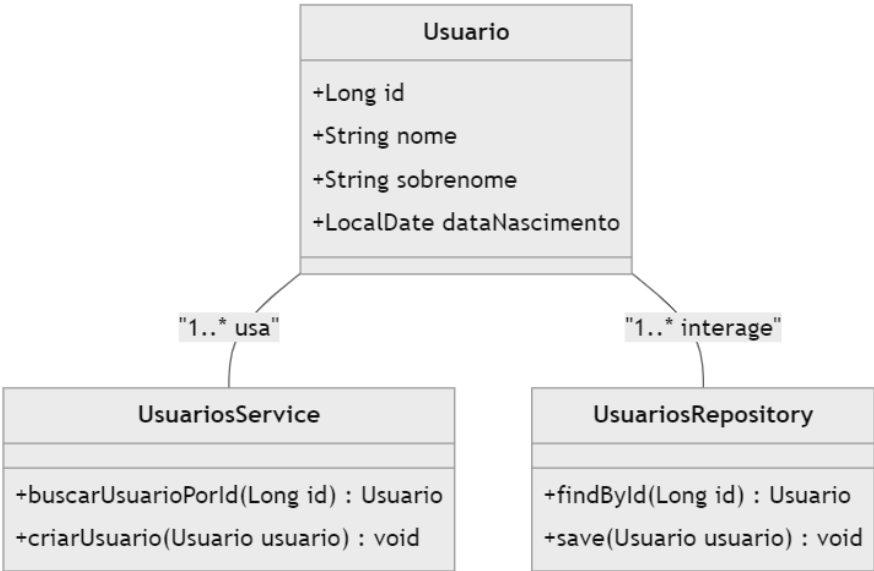 Usuario
+Long id
+String nome
+String sobrenome
+LocalDate dataNascimento
"1..* usa"
"1..* interage"
UsuariosService
+buscarUsuarioPorId(Long id) : Usuario
+criarUsuario(Usuario usuario) : void
UsuariosRepository
+findById(Long id) : Usuario
+save(Usuario usuario) : void